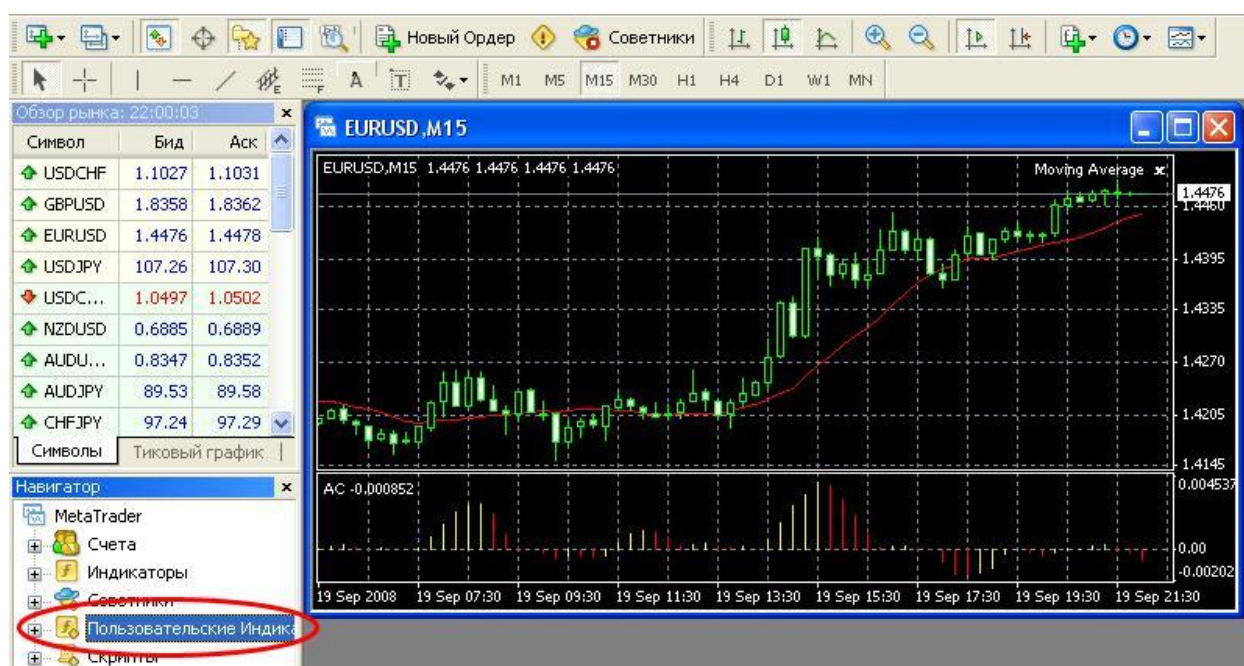 Новый Ордер Советники
E F A T M1 M5 M15 M30 H1 H4 D1 W1 MN
Обзор рынка: 22:00:03
Символ Бид Аск
USDCHF 1.1027 1.1031
GBPUSD 1.8358 1.8362
EURUSD 1.4476 1.4478
USDJPY 107.26 107.30
USDC... 1.0497 1.0502
NZDUSD 0.6885 0.6889
AUDU... 0.8347 0.8352
AUDJPY 89.53 89.58
CHFJPY 97.24 97.29
Символы Тиковый график
Навигатор
MetaTrader
Счета
Индикаторы
Советники
Пользовательские Индика
Скрипты
EURUSD,M15
EURUSD,M15 1.4476 1.4476 1.4476 1.4476 Moving Average
1.4476
1.4460
1.4395
1.4335
1.4270
1.4205
1.4145
AC -0.000852 0.004537
0.00
-0.00202
19 Sep 2008 19 Sep 07:30 19 Sep 09:30 19 Sep 11:30 19 Sep 13:30 19 Sep 15:30 19 Sep 17:30 19 Sep 19:30 19 Sep 21:30